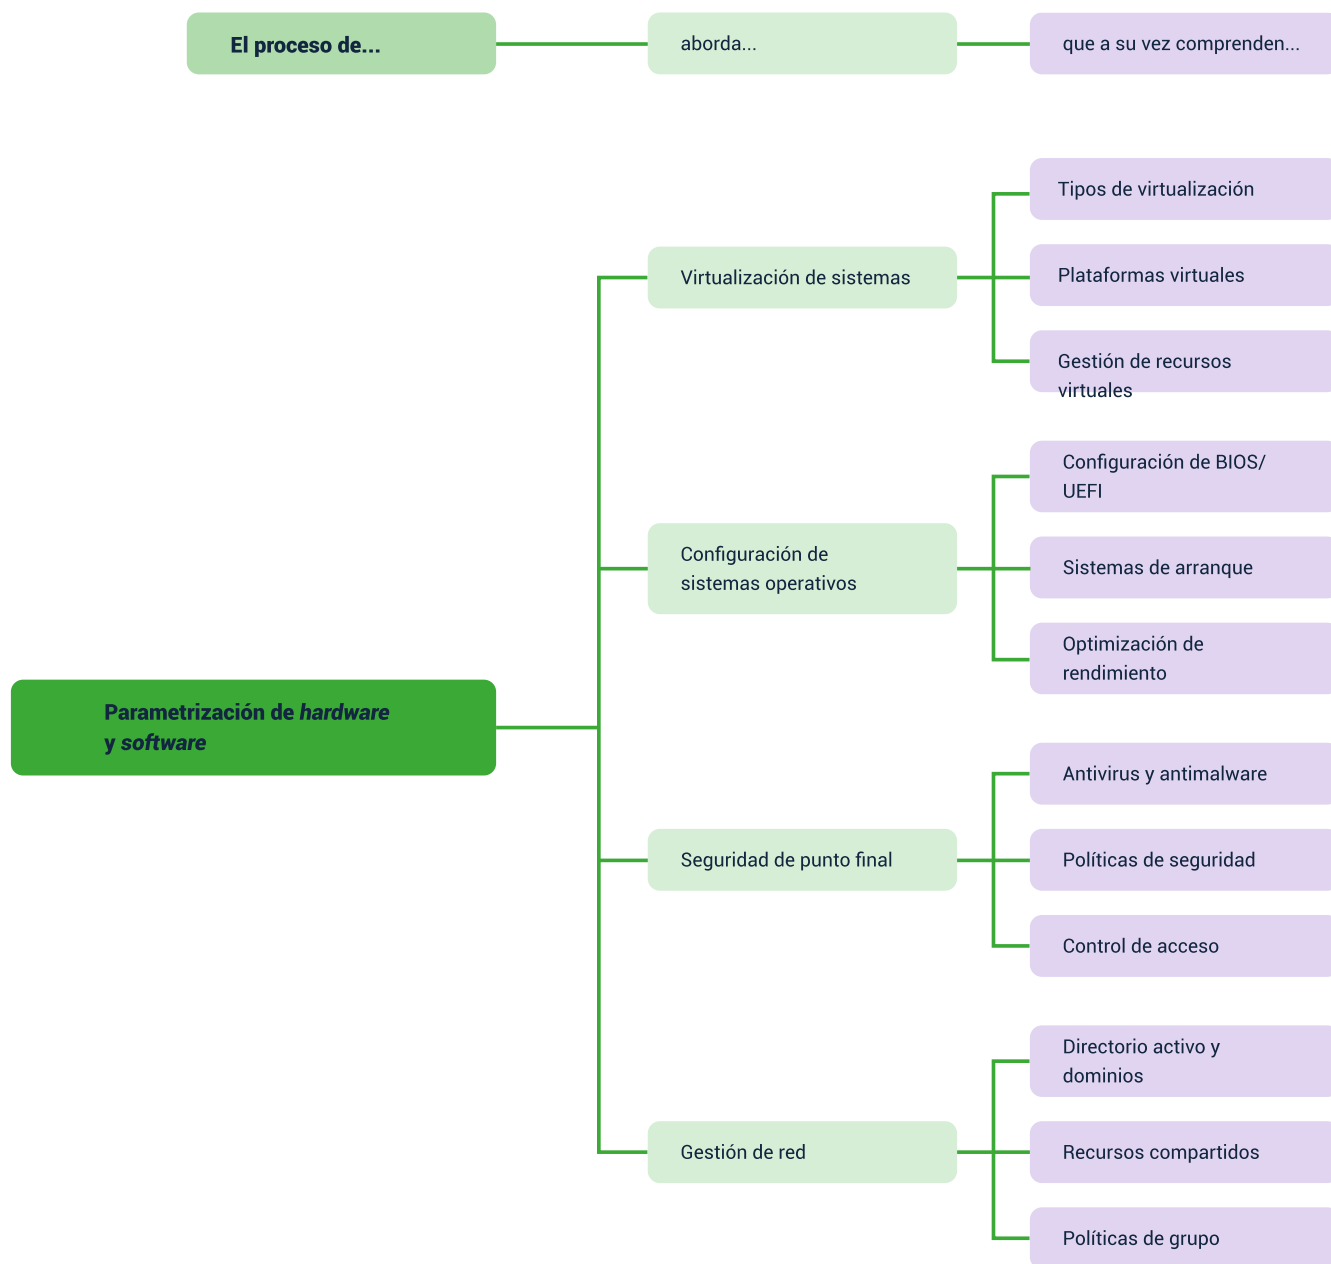 El proceso de...
aborda...
que a su vez comprenden...
Parametrización de hardware
y software
Virtualización de sistemas
Tipos de virtualización
Plataformas virtuales
Gestión de recursos
virtuales
Configuración de
sistemas operativos
Configuración de BIOS/
UEFI
Sistemas de arranque
Optimización de
rendimiento
Seguridad de punto final
Antivirus y antimalware
Políticas de seguridad
Control de acceso
Gestión de red
Directorio activo y
dominios
Recursos compartidos
Políticas de grupo